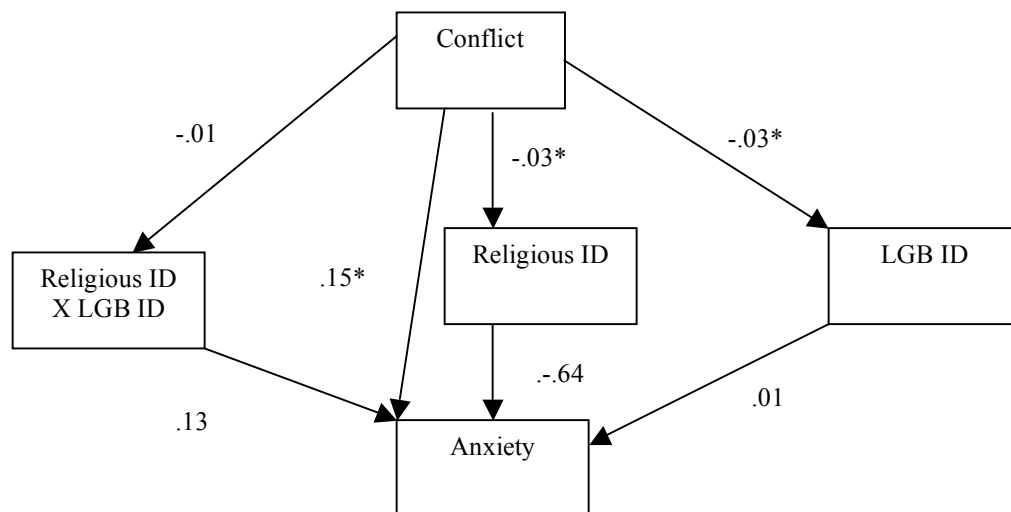 Conflict
-.01
-.03*
-.03*
Religious ID
X LGB ID
.15*
Religious ID
LGB ID
.13
.-.64
.01
Anxiety